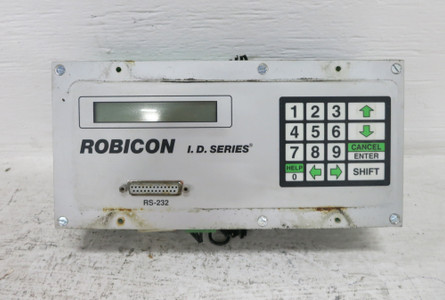 ROBICON I.D. SERIES®
RS-232
1 2 3
4 5 6
7 8 9 CANCEL
ENTER
HELP
0 SHIFT